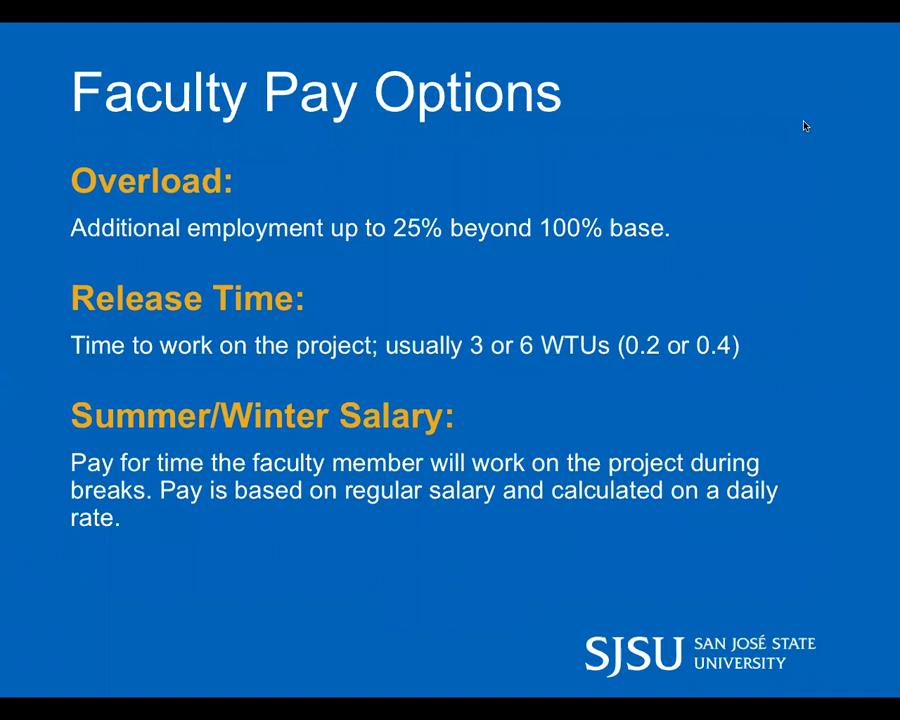 Faculty Pay Options
Overload:
Additional employment up to 25% beyond 100% base.
Release Time:
Time to work on the project; usually 3 or 6 WTUs (0.2 or 0.4)
Summer/Winter Salary:
Pay for time the faculty member will work on the project during
breaks. Pay is based on regular salary and calculated on a daily
rate.
SJSU SAN JOSÉ STATE
UNIVERSITY